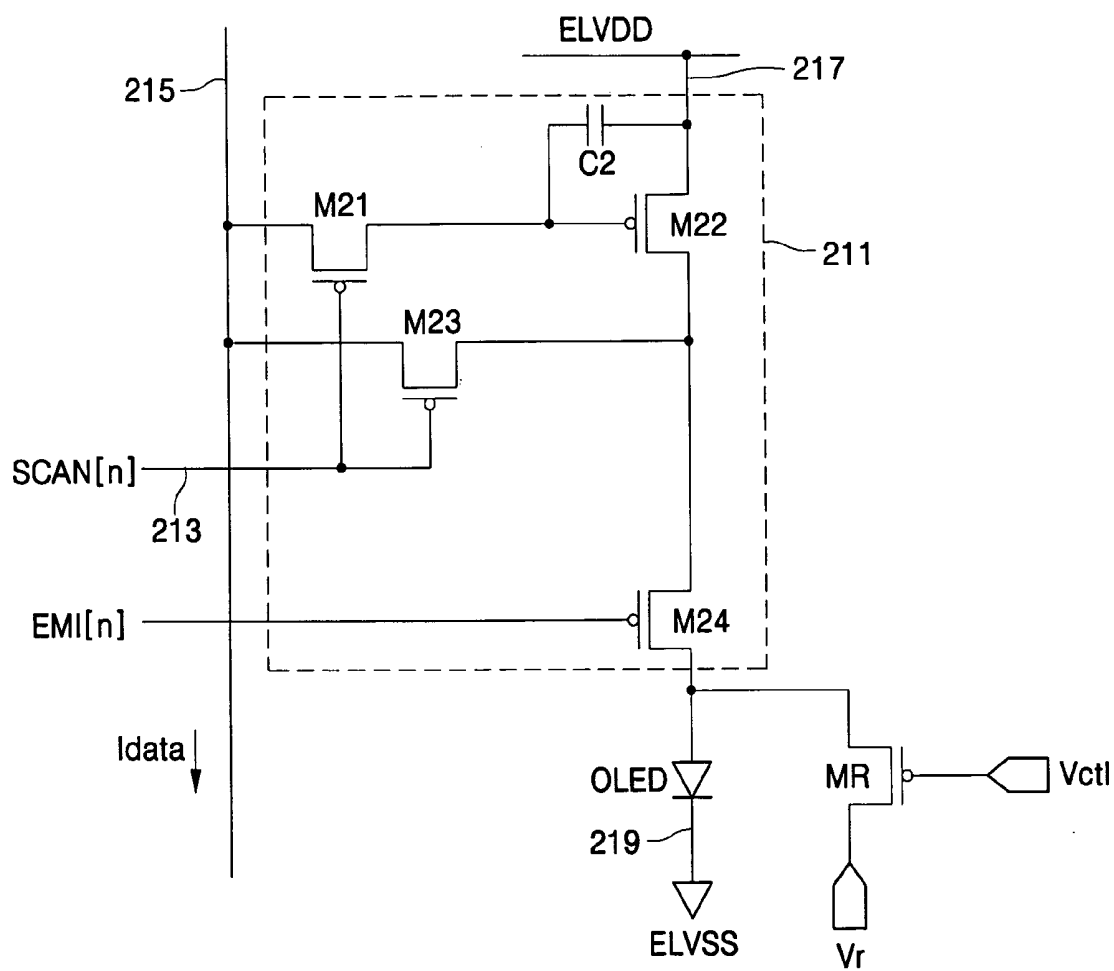 ELVDD
215
217
C2
M21
M22
211
M23
SCAN[n]
213
EMI[n]
M24
Idata
OLED
MR
Vctl
219
ELVSS
Vr